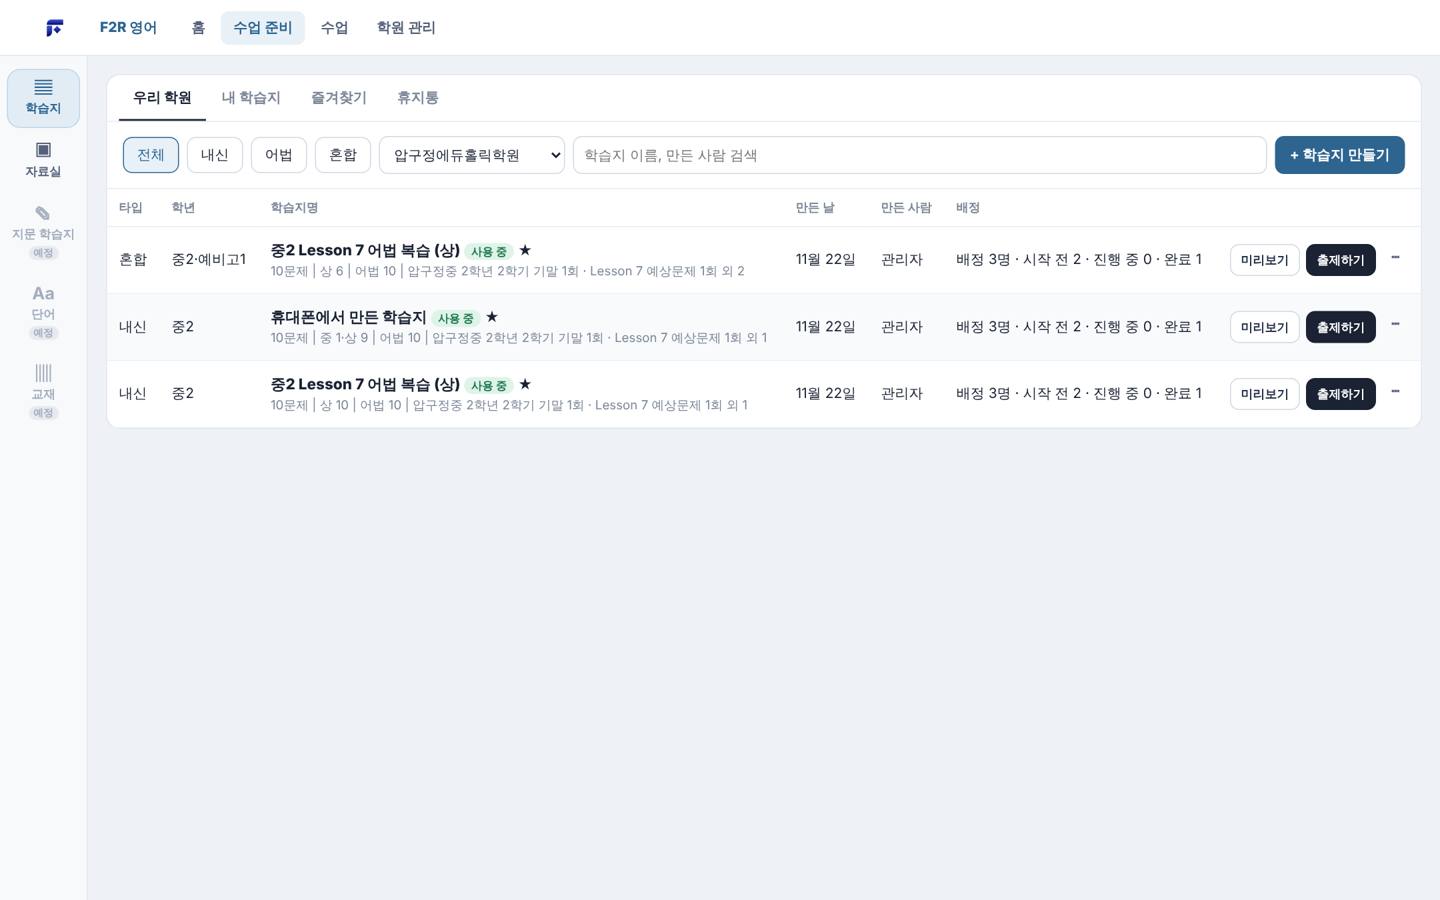 F2R 영어 홈 수업 준비 수업 학원 관리
학습지
자료실
지문 학습지
예정
Aa
단어
예정
교재
예정
우리 학원 내 학습지 즐겨찾기 휴지통
전체 내신 어법 혼합 압구정에듀홀릭학원 학습지 이름, 만든 사람 검색 + 학습지 만들기
타입 학년 학습지명 만든 날 만든 사람 배정
혼합 중2·예비고1 중2 Lesson 7 어법 복습 (상) 사용 중 ★ 11월 22일 관리자 배정 3명 · 시작 전 2 · 진행 중 0 · 완료 1 미리보기 출제하기 ···
10문제 | 상 6 | 어법 10 | 압구정중 2학년 2학기 기말 1회 · Lesson 7 예상문제 1회 외 2
내신 중2 휴대폰에서 만든 학습지 사용 중 ★ 11월 22일 관리자 배정 3명 · 시작 전 2 · 진행 중 0 · 완료 1 미리보기 출제하기 ···
10문제 | 중 1·상 9 | 어법 10 | 압구정중 2학년 2학기 기말 1회 · Lesson 7 예상문제 1회 외 1
내신 중2 중2 Lesson 7 어법 복습 (상) 사용 중 ★ 11월 22일 관리자 배정 3명 · 시작 전 2 · 진행 중 0 · 완료 1 미리보기 출제하기 ···
10문제 | 상 10 | 어법 10 | 압구정중 2학년 2학기 기말 1회 · Lesson 7 예상문제 1회 외 1